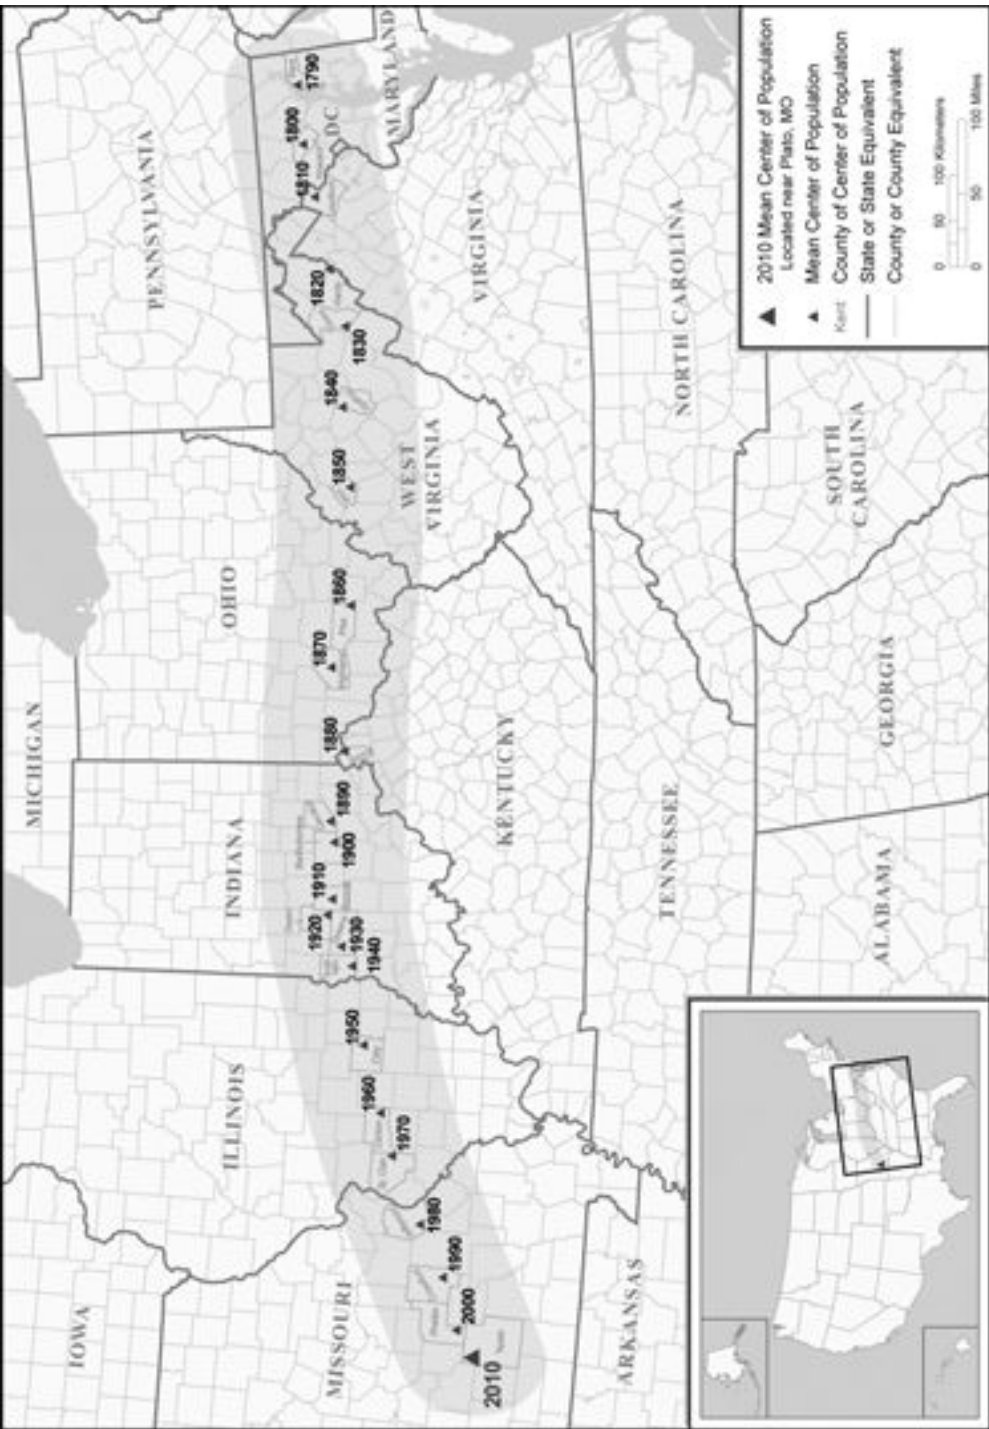 MICHIGAN
IOWA
PENNSYLVANIA
OHIO
INDIANA
ILLINOIS
MISSOURI
MARYLAND
DC
VIRGINIA
WEST
VIRGINIA
KENTUCKY
TENNESSEE
NORTH CAROLINA
SOUTH
CAROLINA
GEORGIA
ALABAMA
ARKANSAS
2010
2000
1990
1980
1970
1960
1950
1940
1930
1920
1910
1900
1890
1880
1870
1860
1850
1840
1830
1820
1810
1800
1790
2010 Mean Center of Population
Located near Plato, MO
Mean Center of Population
Kent County of Center of Population
State or State Equivalent
County or County Equivalent
0 50 100 Kilometers
0 50 100 Miles